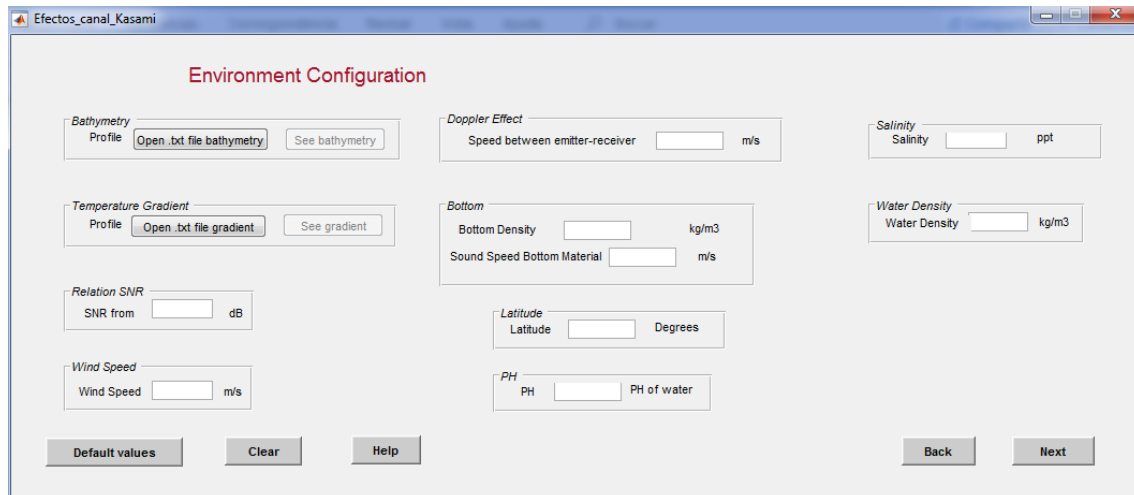 Efectos_canal_Kasami
Environment Configuration
Bathymetry
Profile Open .txt file bathymetry See bathymetry
Temperature Gradient
Profile Open .txt file gradient See gradient
Relation SNR
SNR from dB
Wind Speed
Wind Speed m/s
Doppler Effect
Speed between emitter-receiver m/s
Bottom
Bottom Density kg/m3
Sound Speed Bottom Material m/s
Latitude
Latitude Degrees
PH
PH PH of water
Salinity
Salinity ppt
Water Density
Water Density kg/m3
Default values Clear Help Back Next